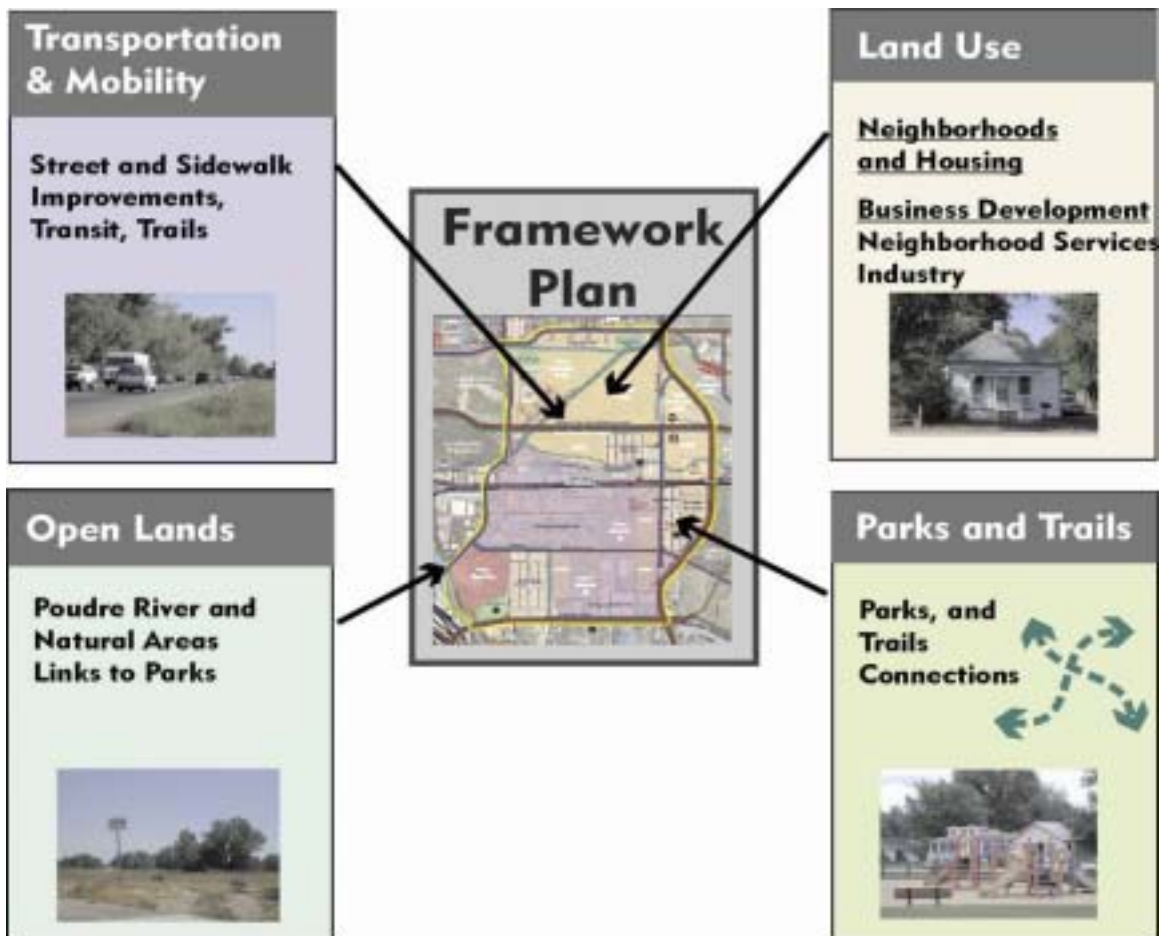 Transportation
& Mobility
Street and Sidewalk
Improvements,
Transit, Trails
Land Use
Neighborhoods
and Housing
Business Development
Neighborhood Services
Industry
Framework
Plan
Open Lands
Poudre River and
Natural Areas
Links to Parks
Parks and Trails
Parks, and
Trails
Connections